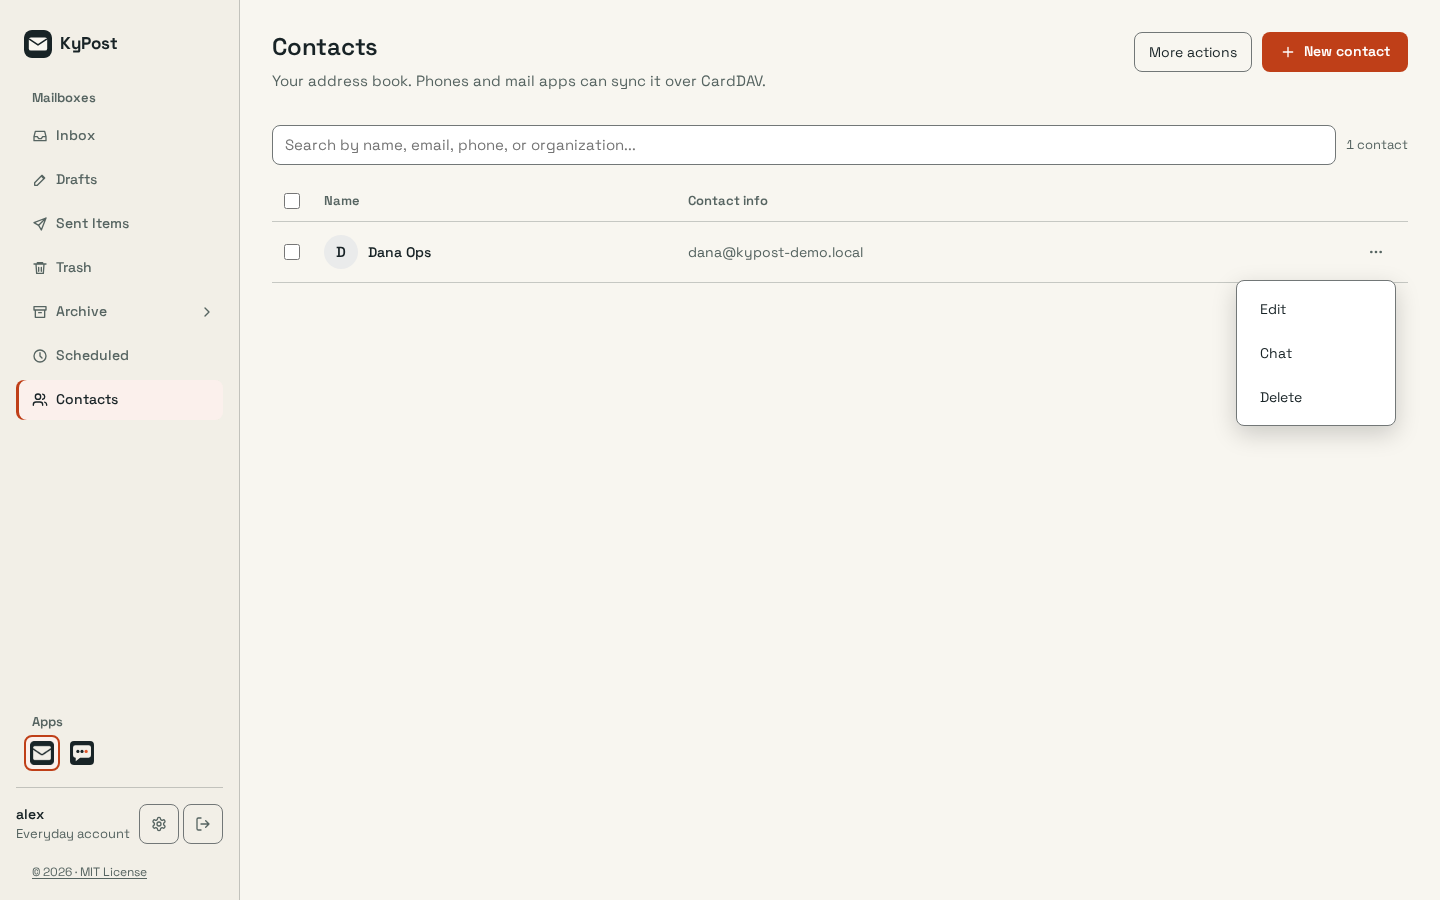 KyPost
Mailboxes
Inbox
Drafts
Sent Items
Trash
Archive
Scheduled
Contacts
Apps
alex
Everyday account
© 2026 · MIT License
Contacts
Your address book. Phones and mail apps can sync it over CardDAV.
More actions
New contact
Search by name, email, phone, or organization...
1 contact
Name
Contact info
D
Dana Ops
dana@kypost-demo.local
Edit
Chat
Delete